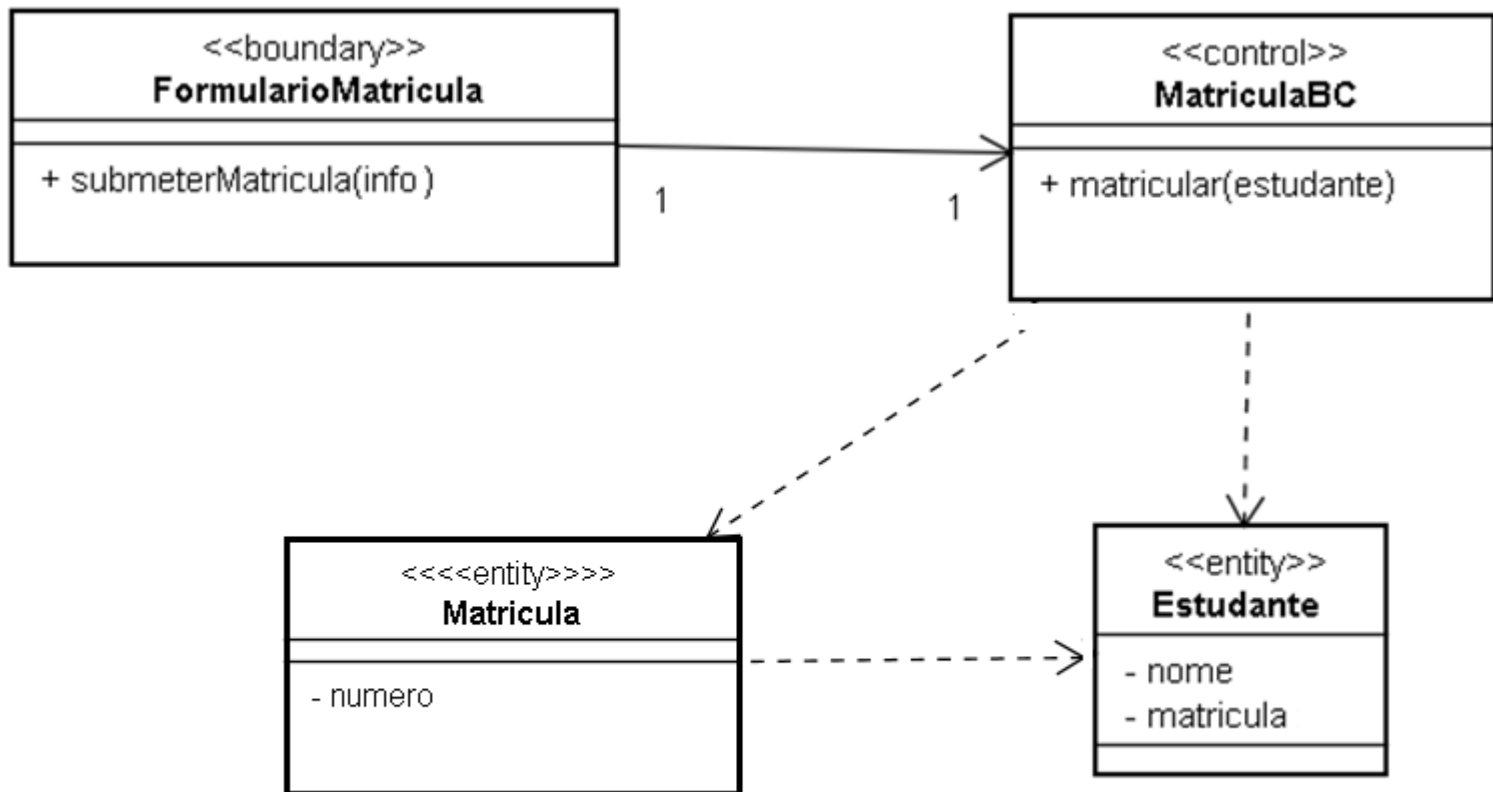 <<boundary>>
FormularioMatricula
+ submeterMatricula(info )
1
1
<<control>>
MatriculaBC
+ matricular(estudante)
<<<<entity>>>>
Matricula
- numero
<<entity>>
Estudante
- nome
- matricula